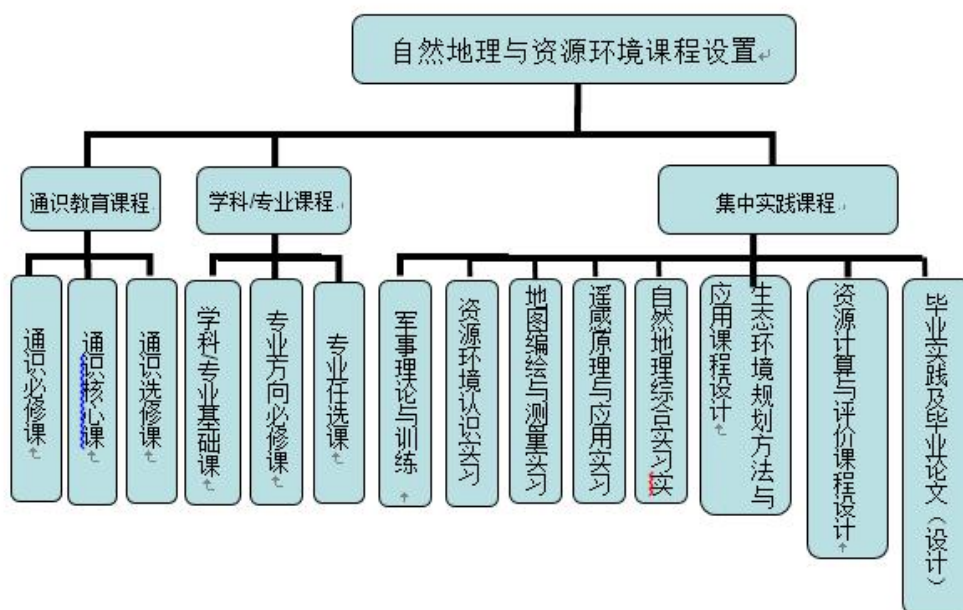 自然地理与资源环境课程设置
通识教育课程
学科/专业课程
集中实践课程
通识必修课
通识核心课
通识选修课
学科/专业基础课
专业方向必修课
专业任选课
军事理论与训练
资源环境认识实习
地图编绘与测量实习
遥感原理与应用实习
自然地理综合实习实
生态环境规划方法与
应用课程设计
资源计算与评价课程设计
毕业实践及毕业论文（设计）